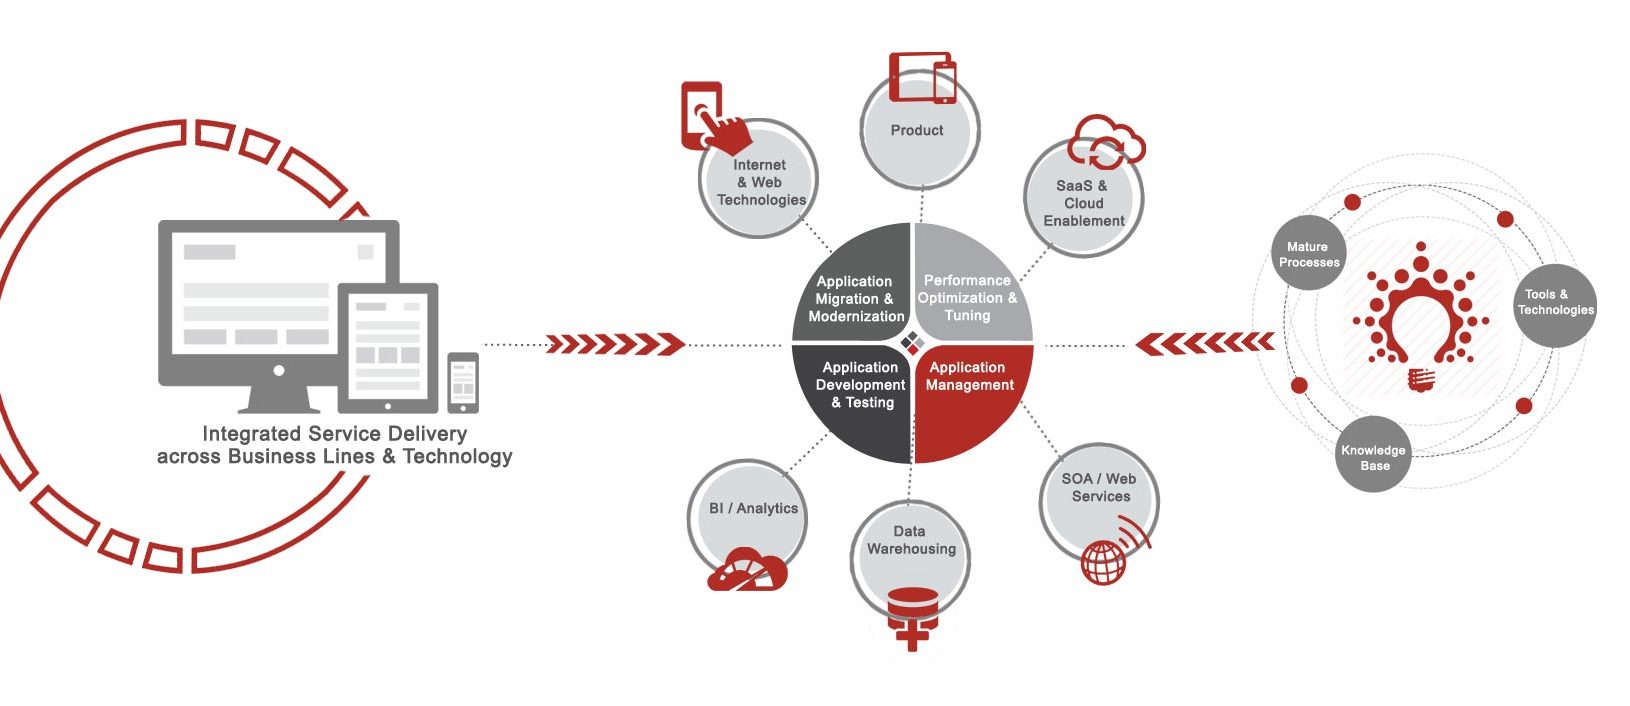 Product
Internet
& Web
Technologies
SaaS &
Cloud
Enablement
Application
Migration &
Modernization
Performance
Optimization &
Tuning
Application
Development
& Testing
Application
Management
Integrated Service Delivery
across Business Lines & Technology
BI / Analytics
Data
Warehousing
SOA / Web
Services
Mature
Processes
Tools &
Technologies
Knowledge
Base